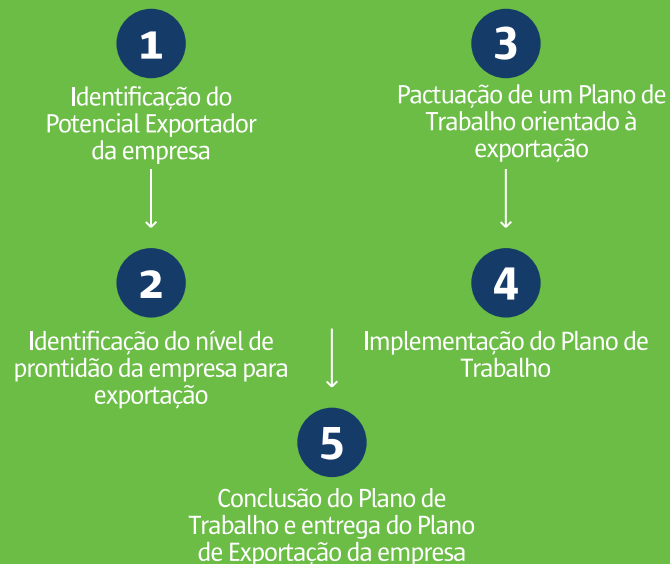 1
Identificação do
Potencial Exportador
da empresa
2
Identificação do nível de
prontidão da empresa para
exportação
3
Pactuação de um Plano de
Trabalho orientado à
exportação
4
Implementação do Plano de
Trabalho
5
Conclusão do Plano de
Trabalho e entrega do Plano
de Exportação da empresa